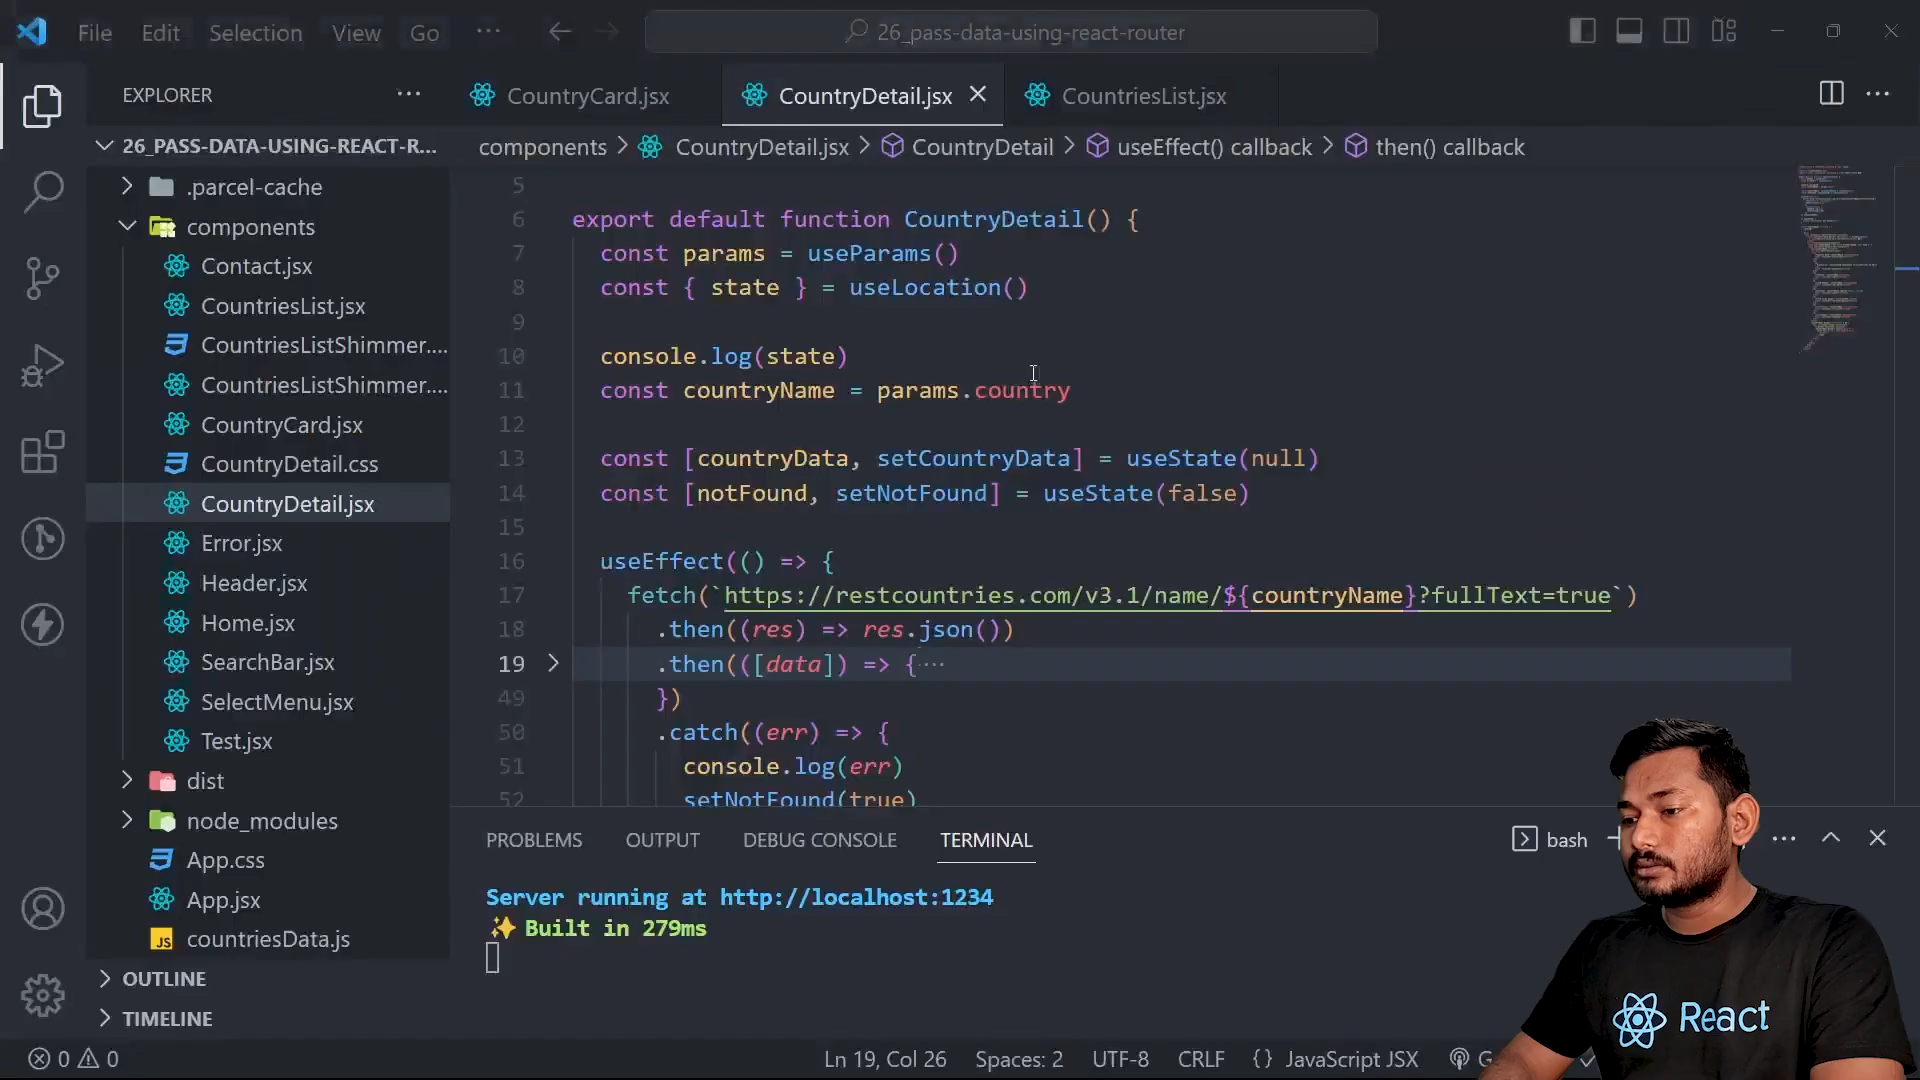 File Edit Selection View Go ... 26_pass-data-using-react-router
EXPLORER
CountryCard.jsx
CountryDetail.jsx
CountriesList.jsx
26_PASS-DATA-USING-REACT-R...
components > CountryDetail.jsx > CountryDetail > useEffect() callback > then() callback
.parcel-cache
components
Contact.jsx
CountriesList.jsx
CountriesListShimmer....
CountriesListShimmer....
CountryCard.jsx
CountryDetail.css
CountryDetail.jsx
Error.jsx
Header.jsx
Home.jsx
SearchBar.jsx
SelectMenu.jsx
Test.jsx
dist
node_modules
App.css
App.jsx
JS countriesData.js
OUTLINE
TIMELINE
5
6 export default function CountryDetail() {
7 const params = useParams()
8 const { state } = useLocation()
9
10 console.log(state)
11 const countryName = params.country
12
13 const [countryData, setCountryData] = useState(null)
14 const [notFound, setNotFound] = useState(false)
15
16 useEffect(() => {
17 fetch(`https://restcountries.com/v3.1/name/${countryName}?fullText=true`)
18 .then((res) => res.json())
19 .then(([data]) => {····
49 })
50 .catch((err) => {
51 console.log(err)
52 setNotFound(true)
PROBLEMS OUTPUT DEBUG CONSOLE TERMINAL
bash
Server running at http://localhost:1234
✨ Built in 279ms
0 0
Ln 19, Col 26 Spaces: 2 UTF-8 CRLF {} JavaScript JSX
React